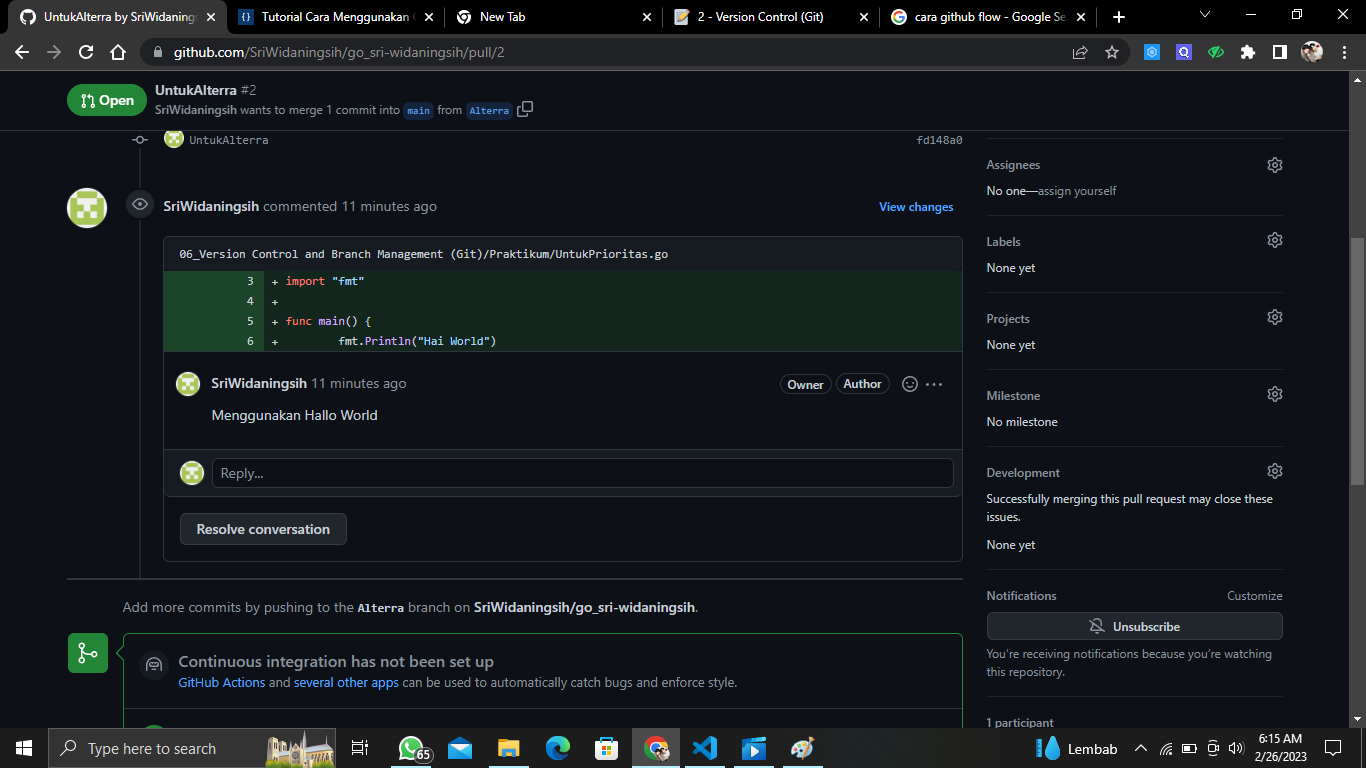 UntukAlterra by SriWidaning
Tutorial Cara Menggunakan
New Tab
2 - Version Control (Git)
cara github flow - Google Se
github.com/SriWidaningsih/go_sri-widaningsih/pull/2
Open
UntukAlterra #2
SriWidaningsih wants to merge 1 commit into main from Alterra
UntukAlterra
fd148a0
SriWidaningsih commented 11 minutes ago
View changes
06_Version Control and Branch Management (Git)/Praktikum/UntukPrioritas.go
3 + import "fmt"
4 +
5 + func main() {
6 + fmt.Println("Hai World")
SriWidaningsih 11 minutes ago
Owner
Author
Menggunakan Hallo World
Reply...
Resolve conversation
Add more commits by pushing to the Alterra branch on SriWidaningsih/go_sri-widaningsih.
Continuous integration has not been set up
GitHub Actions and several other apps can be used to automatically catch bugs and enforce style.
Assignees
No one—assign yourself
Labels
None yet
Projects
None yet
Milestone
No milestone
Development
Successfully merging this pull request may close these
issues.
None yet
Notifications
Customize
Unsubscribe
You're receiving notifications because you're watching
this repository.
1 participant
Type here to search
65
Lembab
6:15 AM
2/26/2023